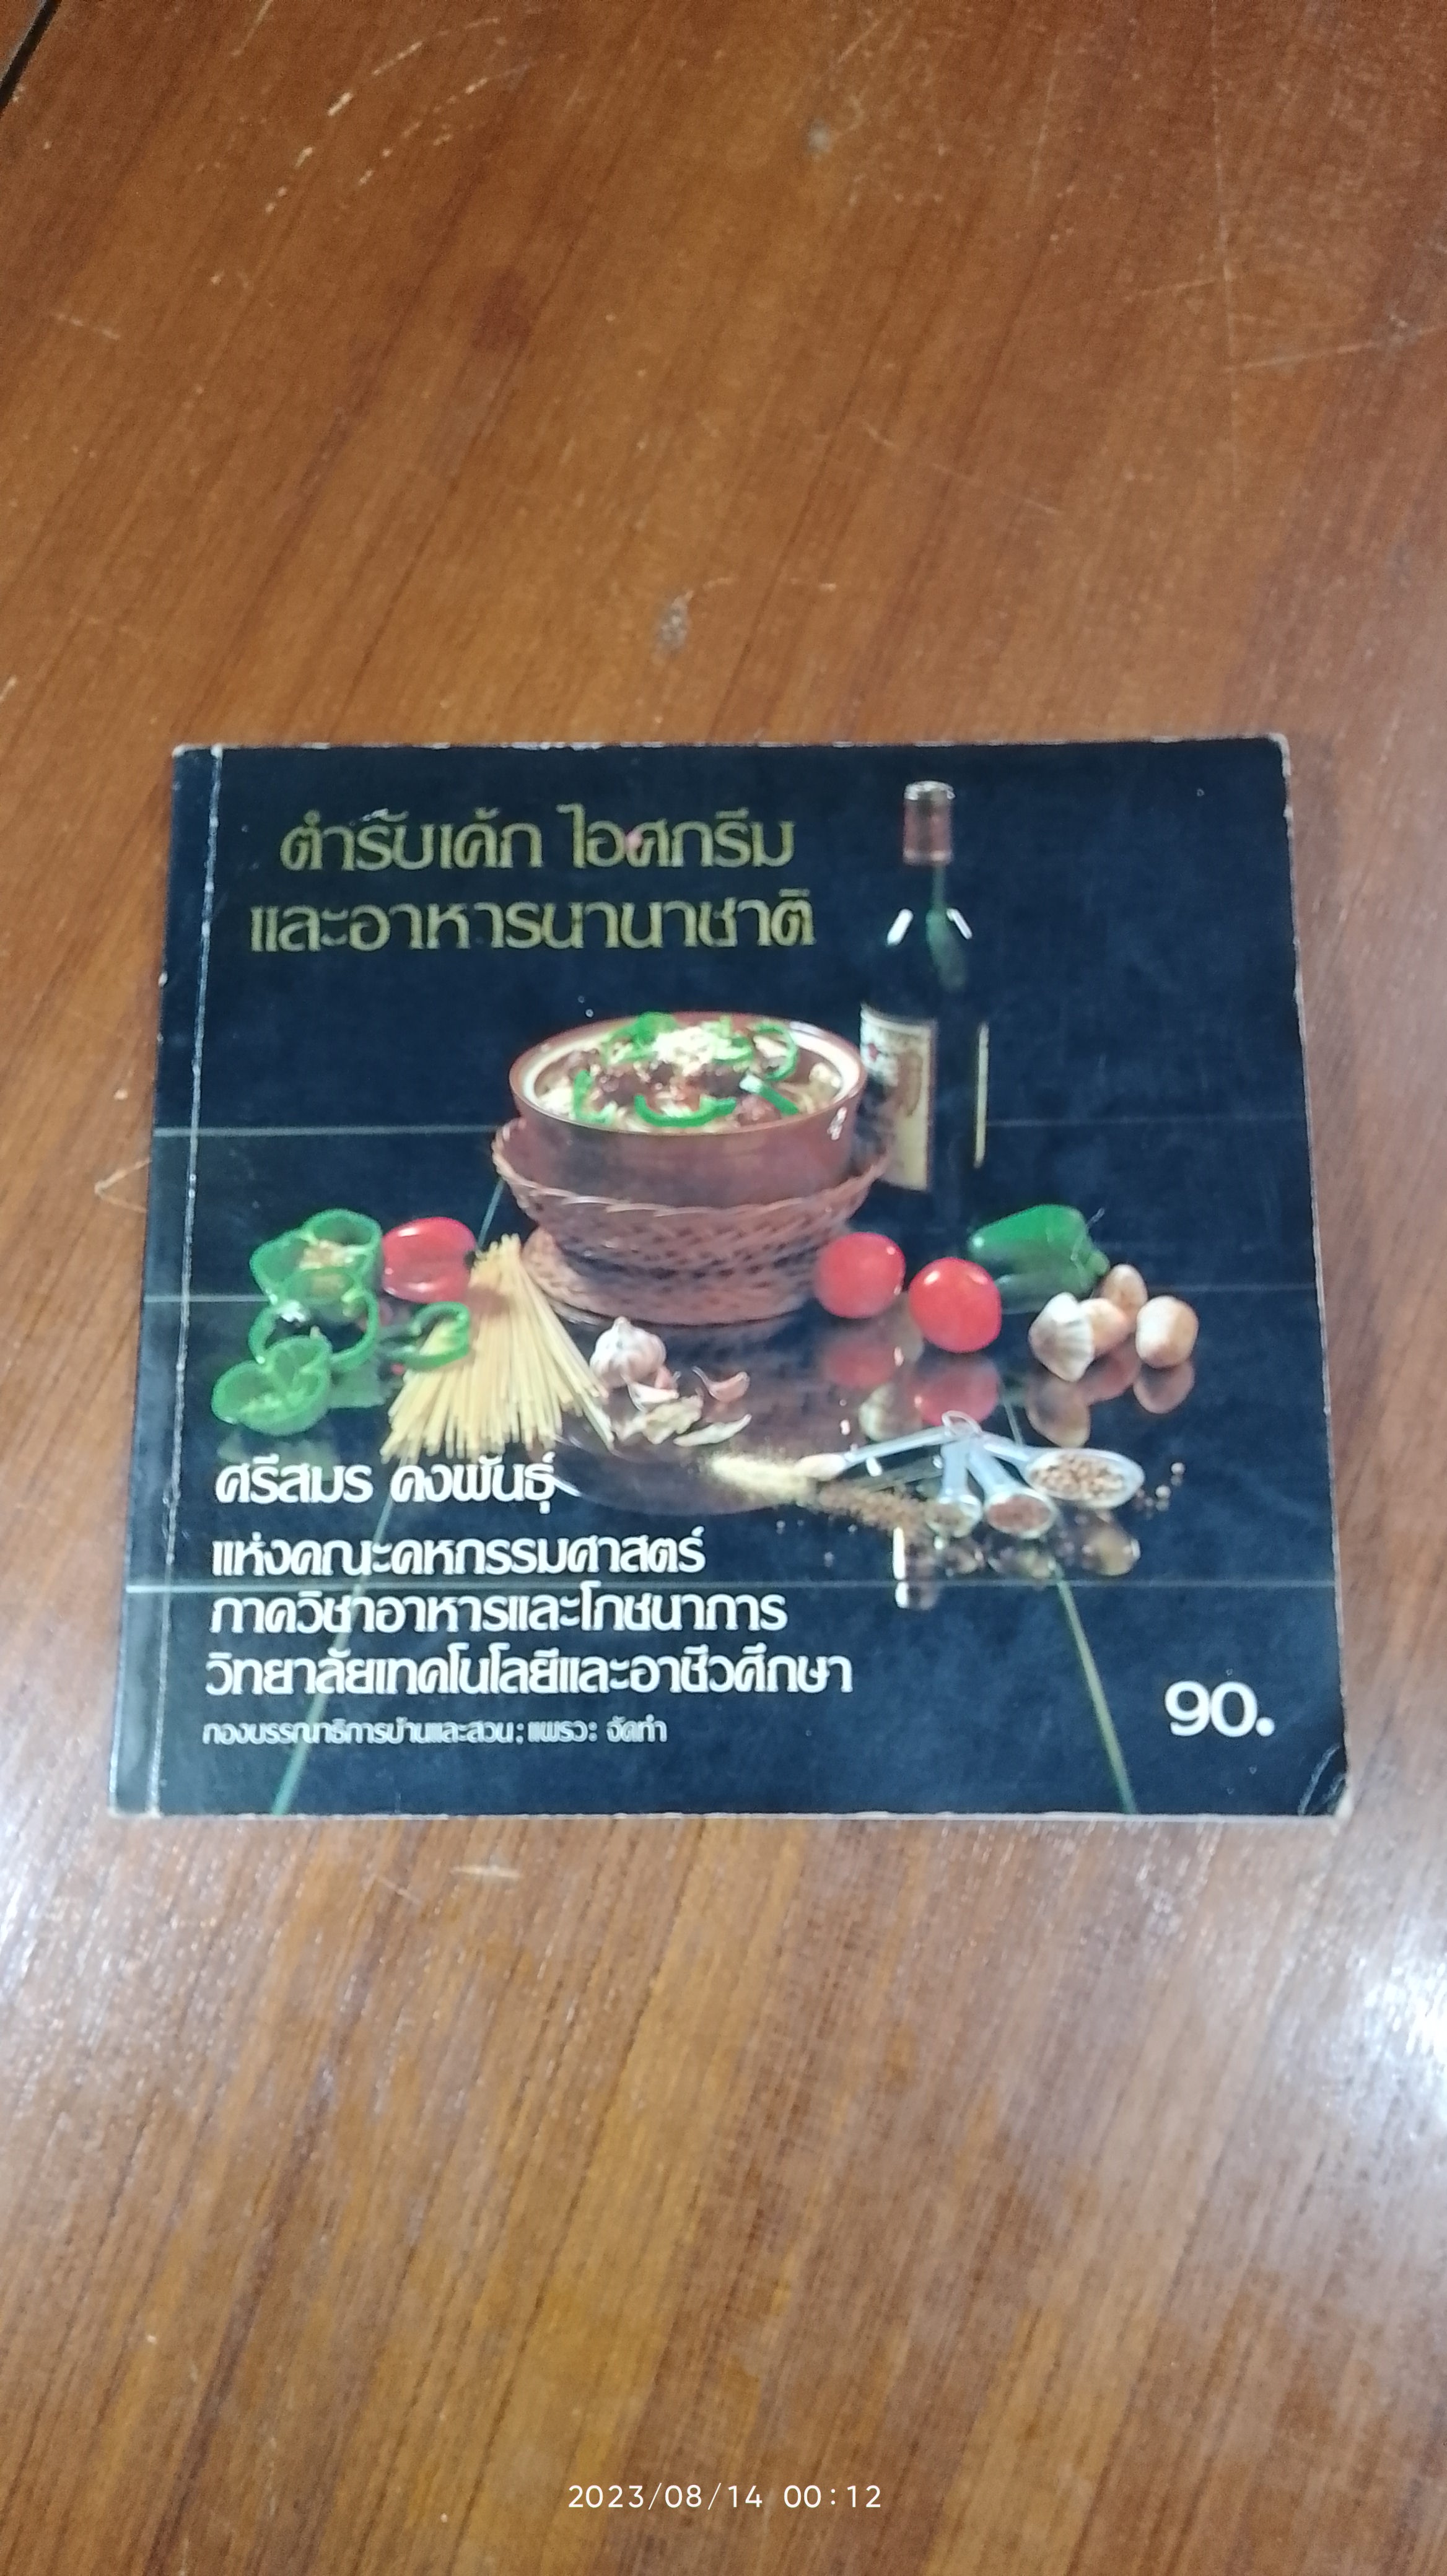 ตำรับเค้ก ไอศกรีม
และอาหารนานาชาติ
ศรีสมร คงพันธุ์
แห่งคณะคหกรรมศาสตร์
ภาควิชาอาหารและโภชนาการ
วิทยาลัยเทคโนโลยีและอาชีวศึกษา
กองบรรณาธิการบ้านและสวน : แพรว : จัดทำ
90.
2023/08/14 00:12